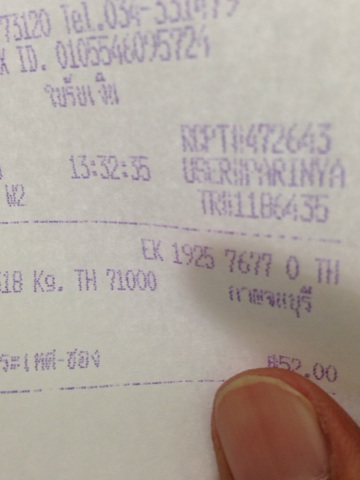 73120 Tel.034-331479
X ID. 0105546095724
ใบรับเงิน
RCPT#472643
13:32:35 USER#PARINYA
W2 TR#1186435
EK 1925 7677 0 TH
18 Kg. TH 71000 กาญจนบุรี
฿52.00